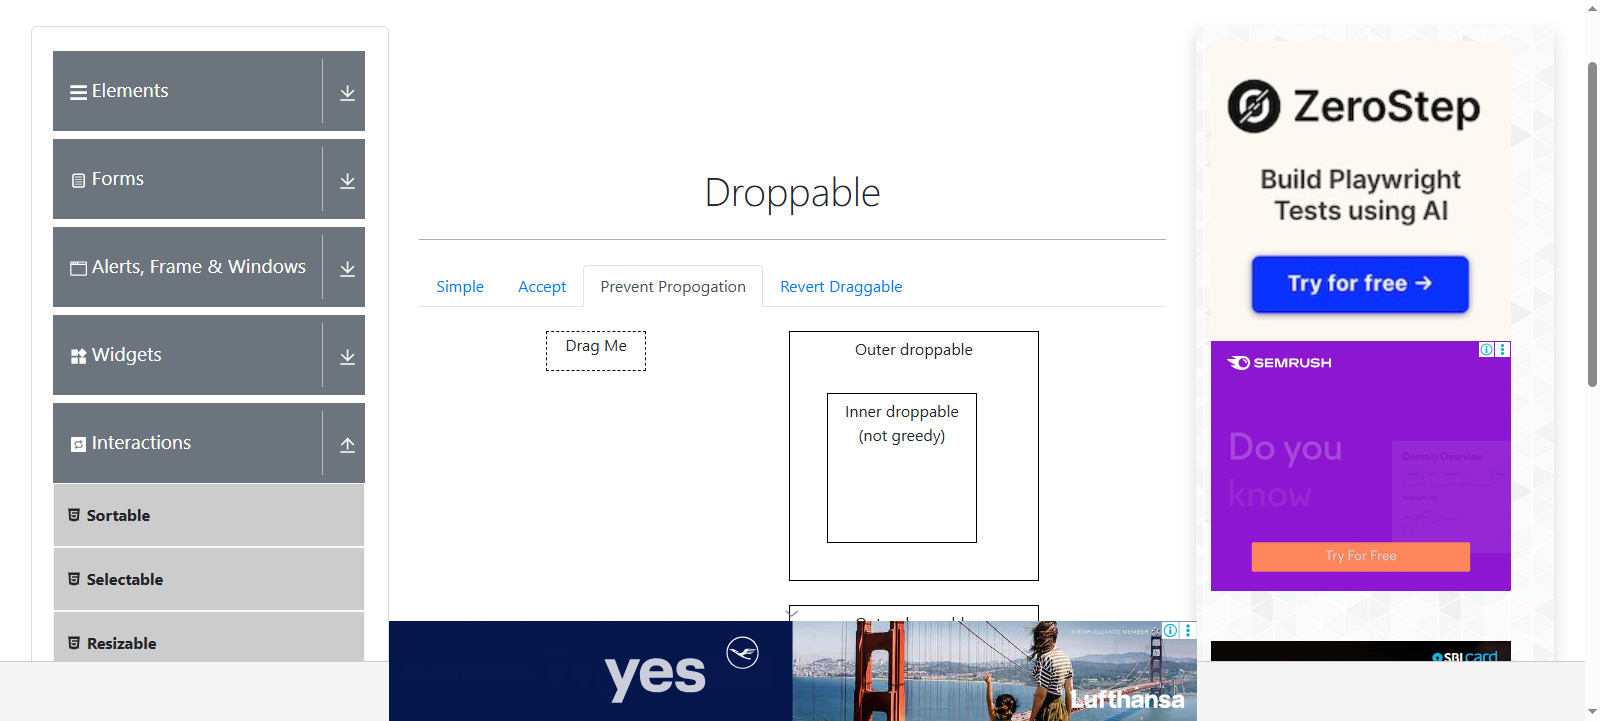 Elements
Forms
Alerts, Frame & Windows
Widgets
Interactions
Sortable
Selectable
Resizable
Droppable
Simple
Accept
Prevent Propogation
Revert Draggable
Drag Me
Outer droppable
Inner droppable
(not greedy)
yes
A STAR ALLIANCE MEMBER
Lufthansa
ZeroStep
Build Playwright
Tests using AI
Try for free →
SEMRUSH
Do you
know
Domain Overview
Try For Free
SBI card